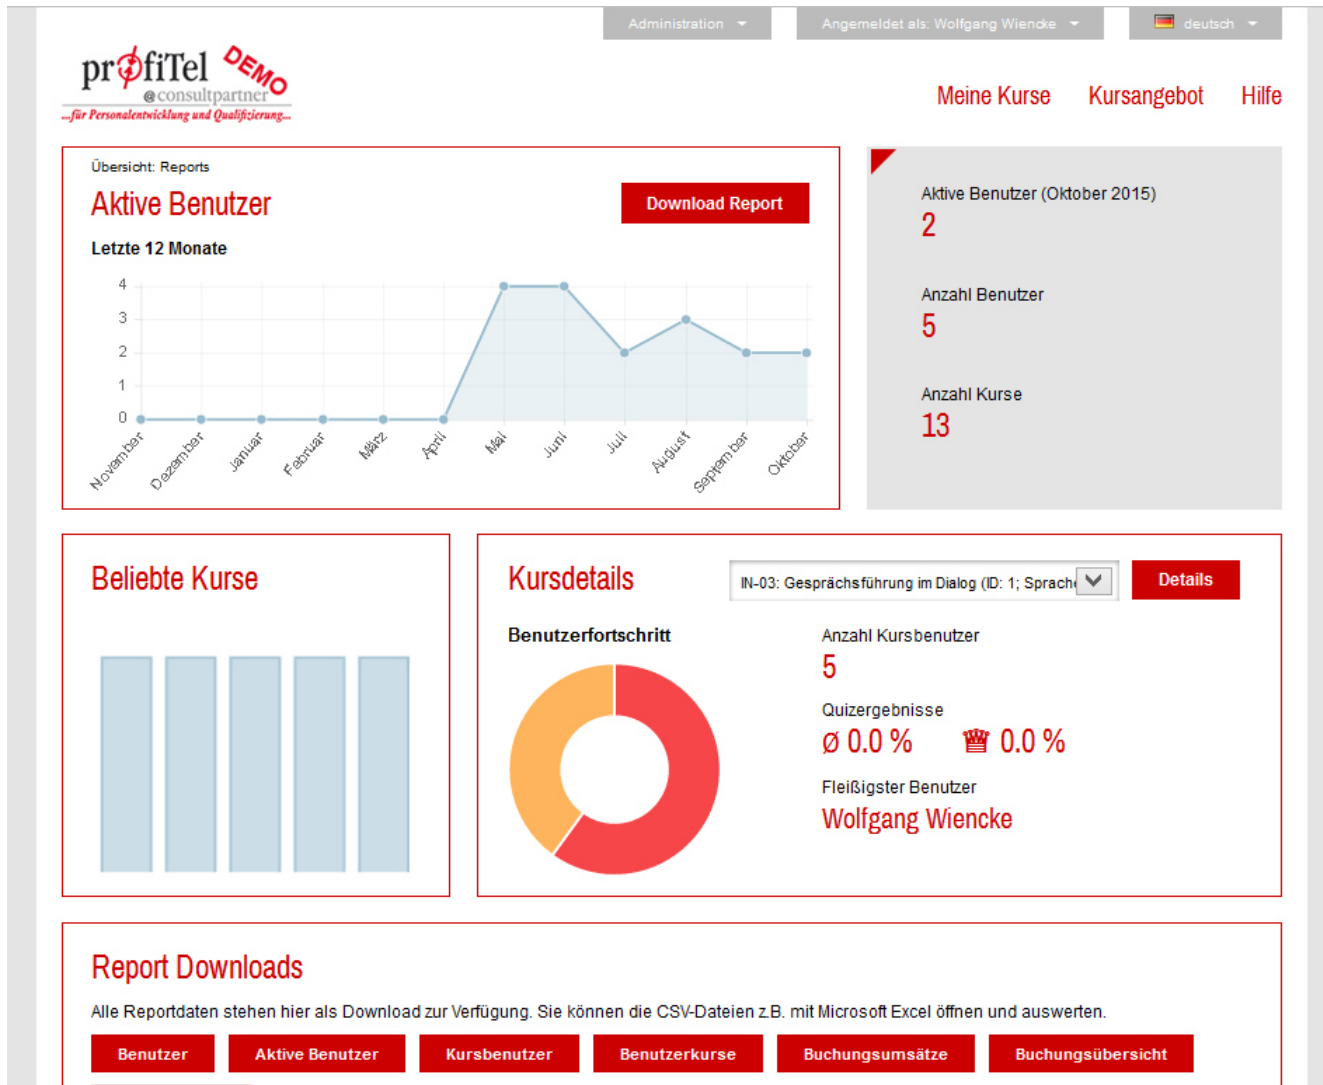 Administration
Angemeldet als: Wolfgang Wiencke
deutsch
profiTel
DEMO
@consultpartner
...für Personalentwicklung und Qualifizierung...
Meine Kurse
Kursangebot
Hilfe
Übersicht: Reports
Aktive Benutzer
Download Report
Letzte 12 Monate
4
3
2
1
0
November
Dezember
Januar
Februar
März
April
Mai
Juni
Juli
August
September
Oktober
Aktive Benutzer (Oktober 2015)
2
Anzahl Benutzer
5
Anzahl Kurse
13
Beliebte Kurse
Kursdetails
IN-03: Gesprächsführung im Dialog (ID: 1; Sprache
Details
Benutzerfortschritt
Anzahl Kursbenutzer
5
Quizergebnisse
Ø 0.0 %
0.0 %
Fleißigster Benutzer
Wolfgang Wiencke
Report Downloads
Alle Reportdaten stehen hier als Download zur Verfügung. Sie können die CSV-Dateien z.B. mit Microsoft Excel öffnen und auswerten.
Benutzer
Aktive Benutzer
Kursbenutzer
Benutzerkurse
Buchungsumsätze
Buchungsübersicht